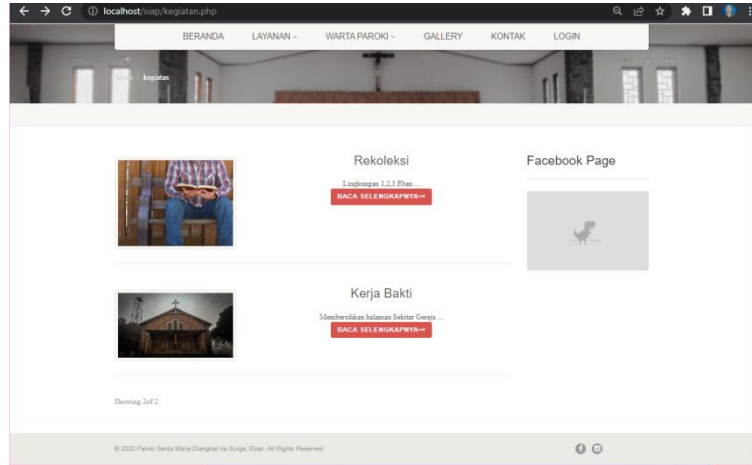 localhost/siap/kegiatan.php
BERANDA LAYANAN WARTA PAROKI GALLERY KONTAK LOGIN
/ kegiatan
Rekoleksi
Lingkungan 1,2,3 Eban ...
BACA SELENGKAPNYA→
Facebook Page
Kerja Bakti
Membersihkan halaman Sekitar Gereja ...
BACA SELENGKAPNYA→
Showing 2of 2
© 2022 Paroki Santa Maria Diangkat Ke Surga, Eban. All Rights Reserved